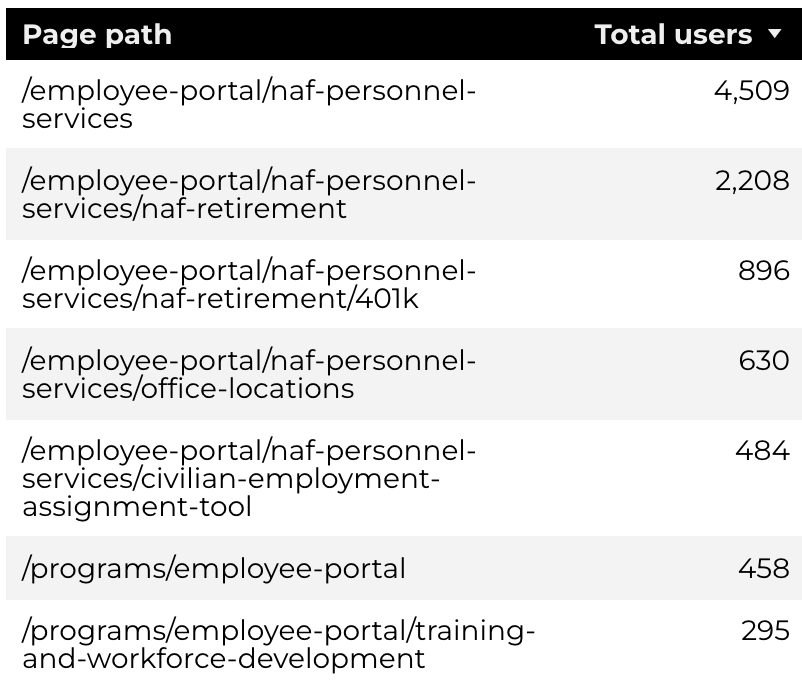 Page path Total users ▼
/employee-portal/naf-personnel- 4,509
services
/employee-portal/naf-personnel- 2,208
services/naf-retirement
/employee-portal/naf-personnel- 896
services/naf-retirement/401k
/employee-portal/naf-personnel- 630
services/office-locations
/employee-portal/naf-personnel- 484
services/civilian-employment-
assignment-tool
/programs/employee-portal 458
/programs/employee-portal/training- 295
and-workforce-development